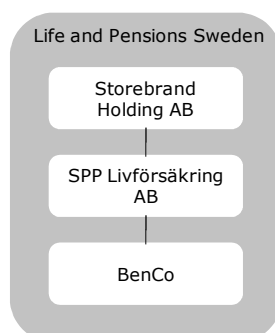 Life and Pensions Sweden
Storebrand
Holding AB
SPP Livförsäkring
AB
BenCo